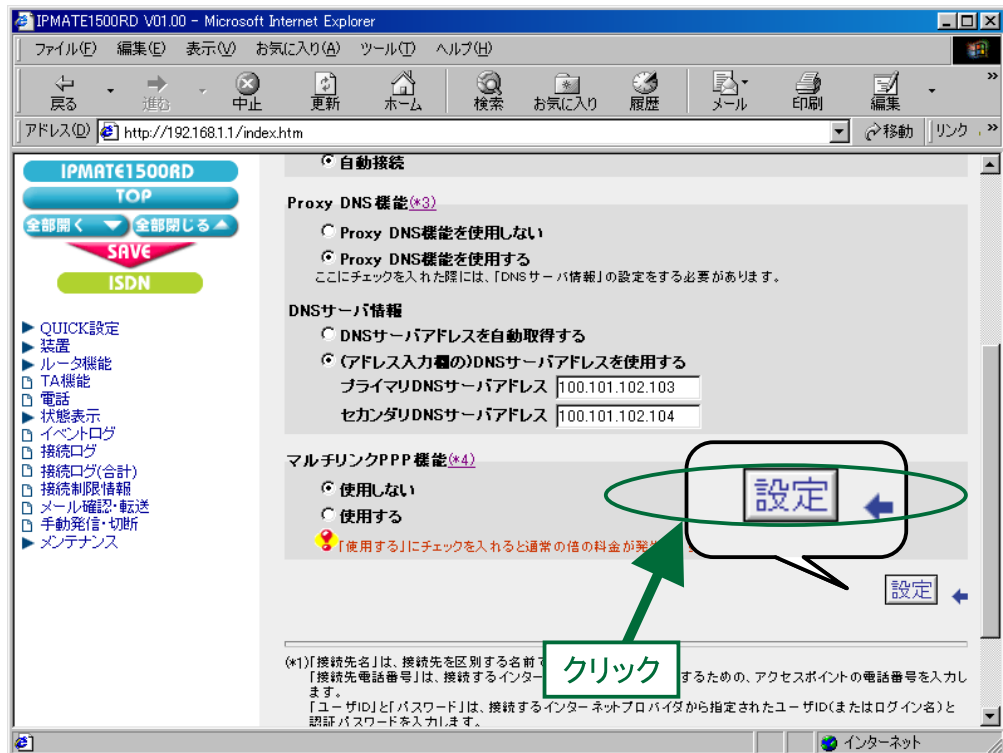 IPMATE1500RD V01.00 - Microsoft Internet Explorer
ファイル(F) 編集(E) 表示(V) お気に入り(A) ツール(T) ヘルプ(H)
戻る 進む 中止 更新 ホーム 検索 お気に入り 履歴 メール 印刷 編集 »
アドレス(D) http://192.168.1.1/index.htm 移動 リンク »
IPMATE1500RD
TOP
全部開く 全部閉じる
SAVE
ISDN
QUICK設定
装置
ルータ機能
TA機能
電話
状態表示
イベントログ
接続ログ
接続ログ(合計)
接続制限情報
メール確認・転送
手動発信・切断
メンテナンス
自動接続
Proxy DNS機能(*3)
Proxy DNS機能を使用しない
Proxy DNS機能を使用する
ここにチェックを入れた際には、「DNSサーバ情報」の設定をする必要があります。
DNSサーバ情報
DNSサーバアドレスを自動取得する
(アドレス入力欄の)DNSサーバアドレスを使用する
プライマリDNSサーバアドレス 100.101.102.103
セカンダリDNSサーバアドレス 100.101.102.104
マルチリンクPPP機能(*4)
使用しない
使用する
「使用する」にチェックを入れると通常の倍の料金が発
設定
設定
クリック
(*1)「接続先名」は、接続先を区別する名前
「接続先電話番号」は、接続するインター するための、アクセスポイントの電話番号を入力し
ます。
「ユーザID」と「パスワード」は、接続するインターネットプロバイダから指定されたユーザID(またはログイン名)と
認証パスワードを入力します。
インターネット